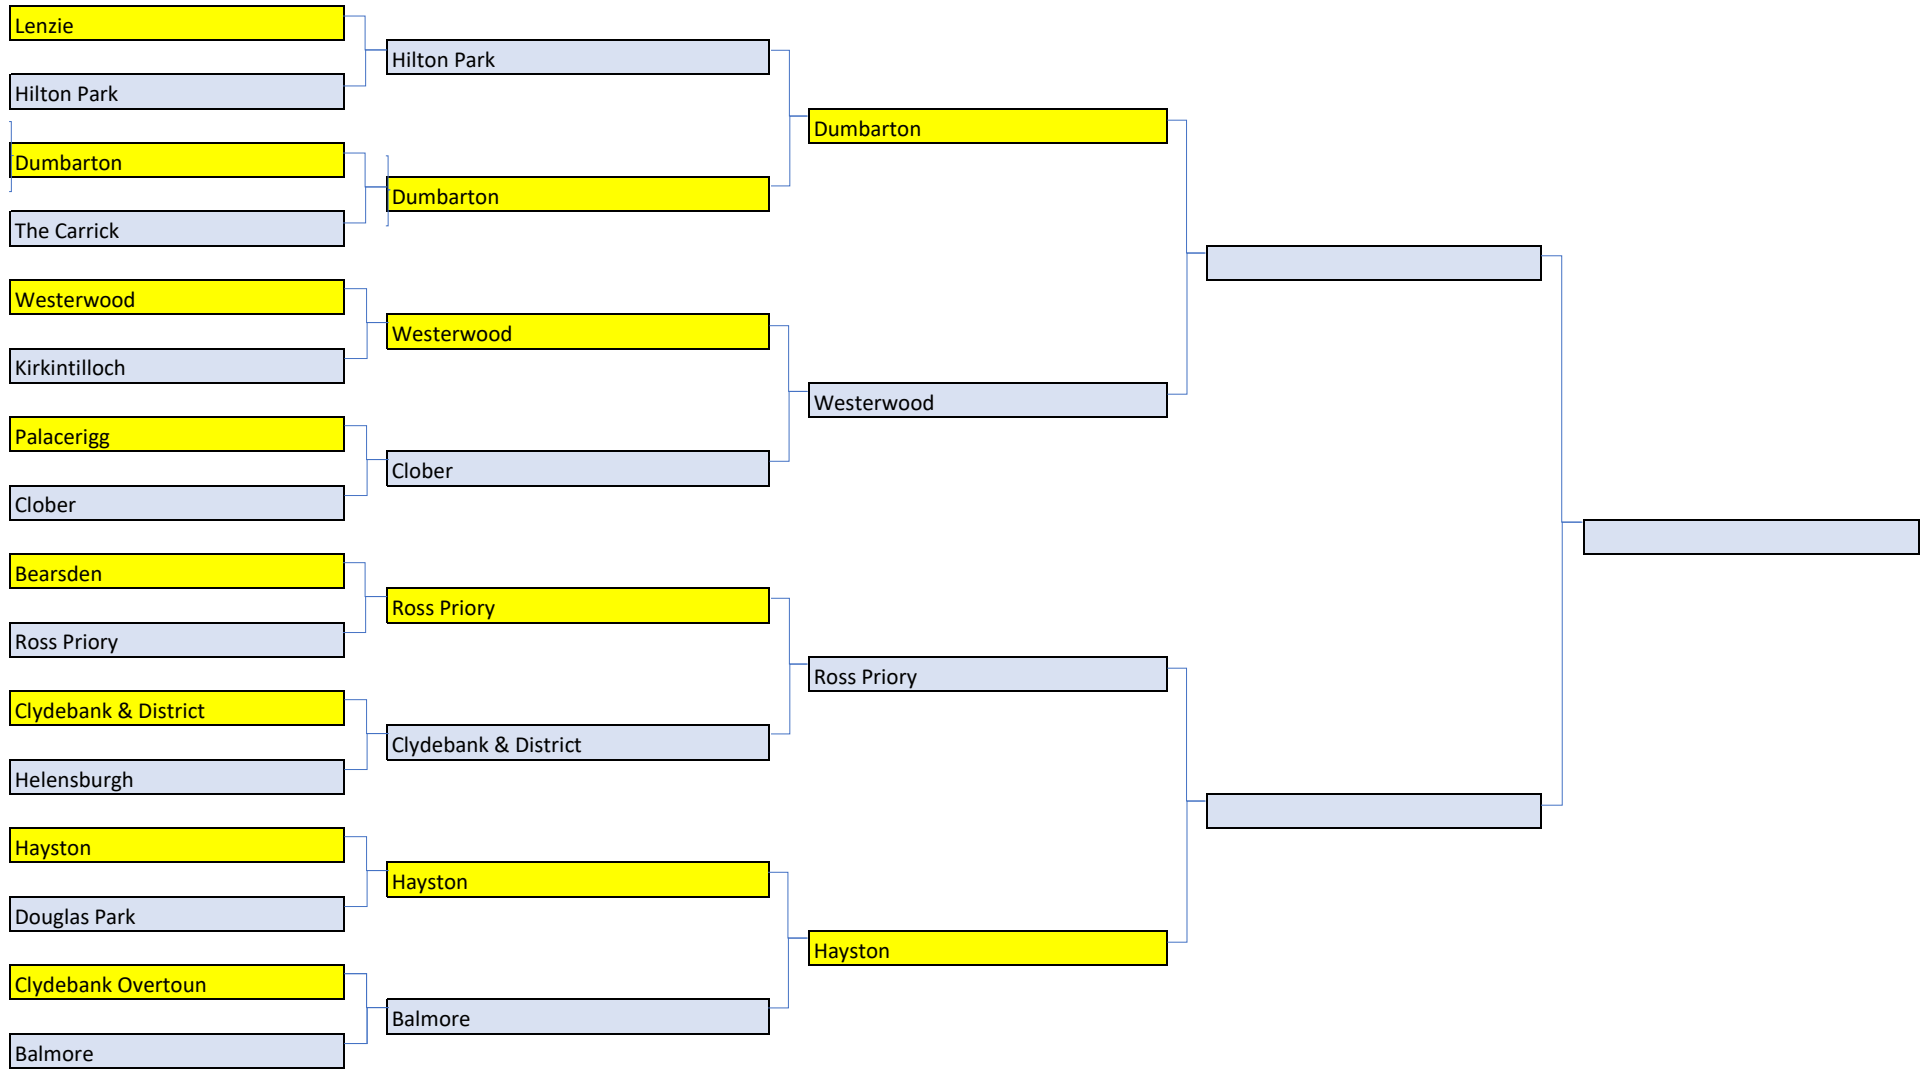 Lenzie
Hilton Park
Dumbarton
The Carrick
Westerwood
Kirkintilloch
Palacerigg
Clober
Bearsden
Ross Priory
Clydebank & District
Helensburgh
Hayston
Douglas Park
Clydebank Overtoun
Balmore
Hilton Park
Dumbarton
Westerwood
Clober
Ross Priory
Clydebank & District
Hayston
Balmore
Dumbarton
Westerwood
Ross Priory
Hayston